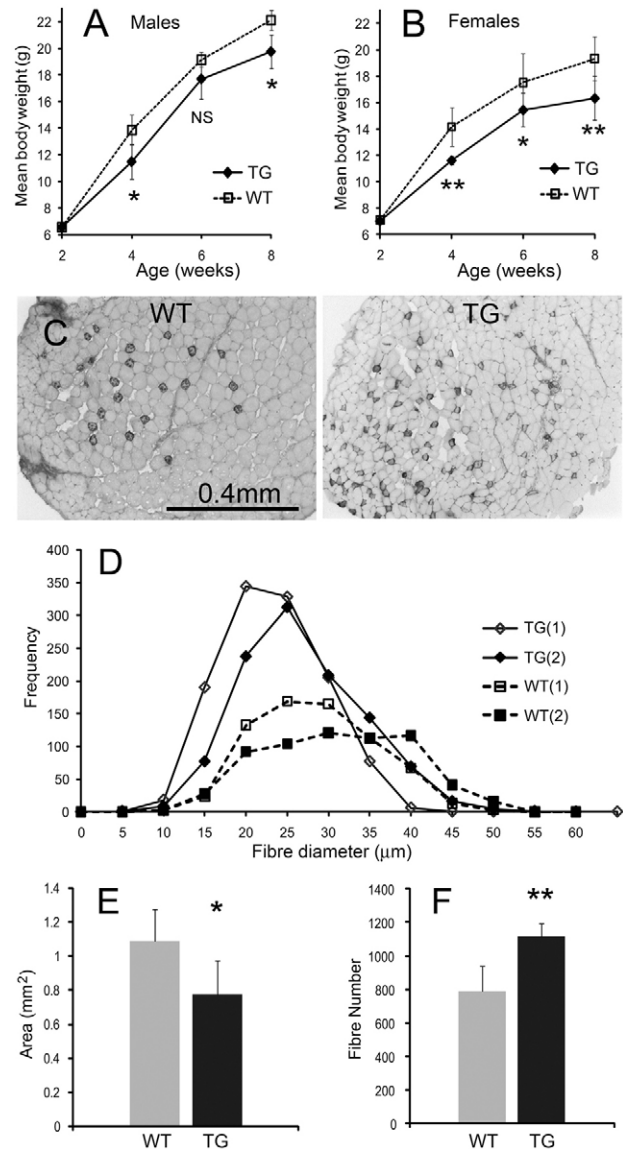 A Males
Mean body weight (g)
22
20
18
16
14
12
10
8
6
NS
*
*
TG
WT
2 4 6 8
Age (weeks)
B Females
Mean body weight (g)
22
20
18
16
14
12
10
8
6
**
*
**
TG
WT
2 4 6 8
Age (weeks)
C WT
0.4mm
TG
D
Frequency
400
350
300
250
200
150
100
50
0
TG(1)
TG(2)
WT(1)
WT(2)
0 5 10 15 20 25 30 35 40 45 50 55 60
Fibre diameter (μm)
E
*
Area (mm2)
1.4
1.2
1
0.8
0.6
0.4
0.2
0
WT TG
F
**
Fibre Number
1400
1200
1000
800
600
400
200
0
WT TG